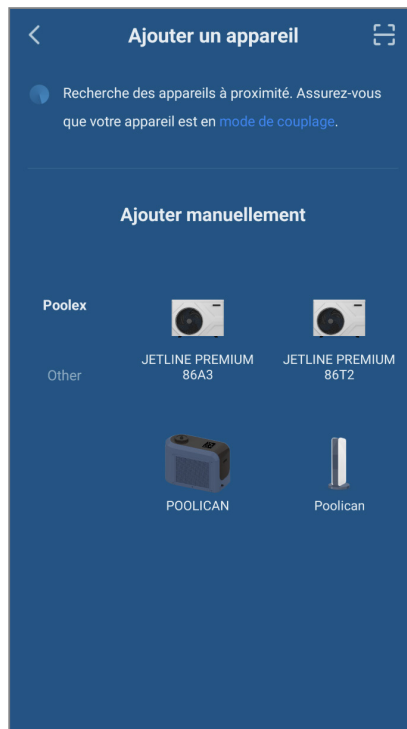 Ajouter un appareil
Recherche des appareils à proximité. Assurez-vous
que votre appareil est en mode de couplage.
Ajouter manuellement
Poolex
JETLINE PREMIUM
86A3
JETLINE PREMIUM
86T2
Other
POOLICAN
Poolican